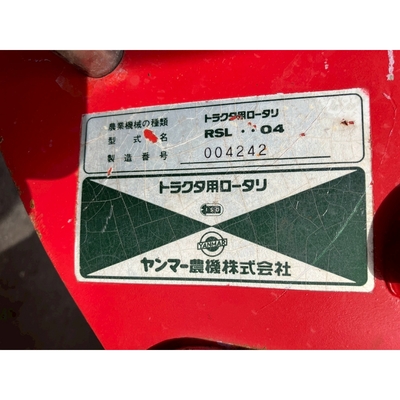 農業機械の種類 トラクタ用ロータリ
型式名 RSL 04
製造番号 004242
トラクタ用ロータリ
YANMAR
ヤンマー農機株式会社